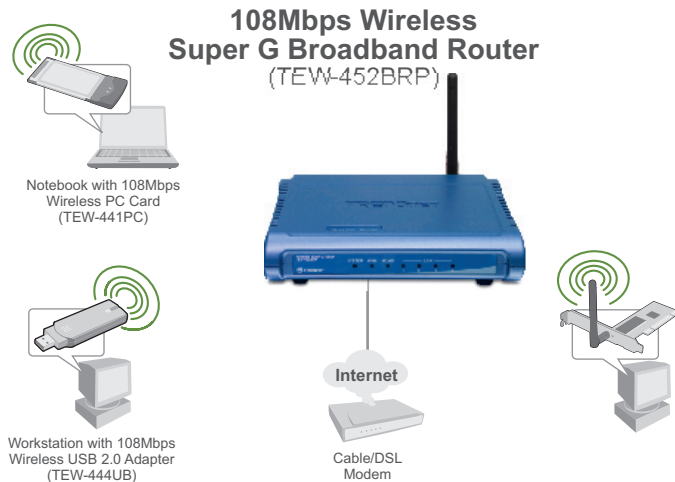 108Mbps Wireless
Super G Broadband Router
(TEW-452BRP)
Notebook with 108Mbps
Wireless PC Card
(TEW-441PC)
Internet
Workstation with 108Mbps
Wireless USB 2.0 Adapter
(TEW-444UB)
Cable/DSL
Modem